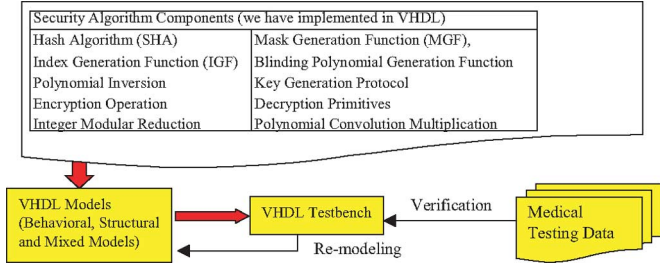 Security Algorithm Components (we have implemented in VHDL)
Hash Algorithm (SHA)
Mask Generation Function (MGF),
Index Generation Function (IGF)
Blinding Polynomial Generation Function
Polynomial Inversion
Key Generation Protocol
Encryption Operation
Decryption Primitives
Integer Modular Reduction
Polynomial Convolution Multiplication
VHDL Models
(Behavioral, Structural
and Mixed Models)
VHDL Testbench
Verification
Medical
Testing Data
Re-modeling